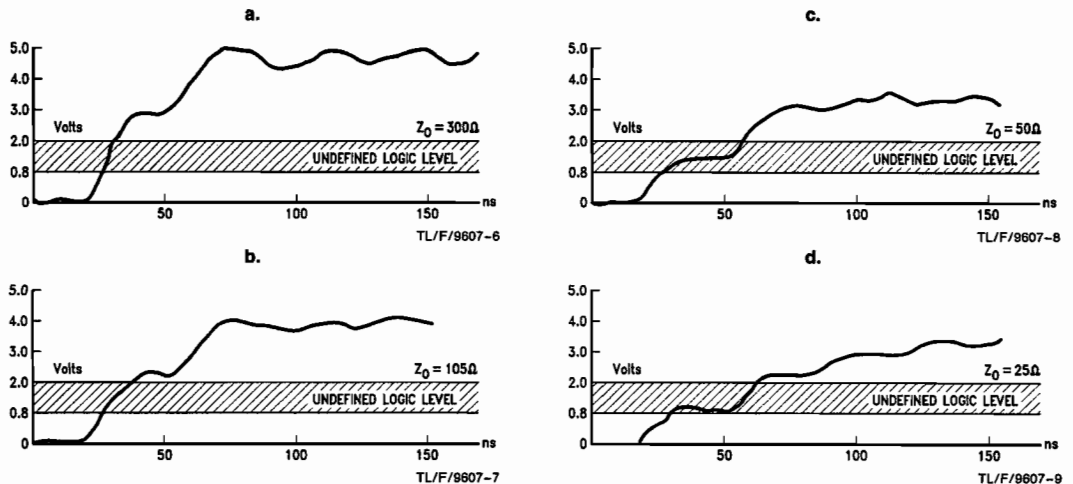 a.
5.0
4.0
3.0
Volts
Z₀ = 300Ω
2.0
UNDEFINED LOGIC LEVEL
0.8
0
50
100
150
ns
TL/F/9607-6
b.
5.0
4.0
3.0
Volts
Z₀ = 105Ω
2.0
UNDEFINED LOGIC LEVEL
0.8
0
50
100
150
ns
TL/F/9607-7
c.
5.0
4.0
3.0
Volts
Z₀ = 50Ω
2.0
UNDEFINED LOGIC LEVEL
0.8
0
50
100
150
ns
TL/F/9607-8
d.
5.0
4.0
3.0
Volts
Z₀ = 25Ω
2.0
UNDEFINED LOGIC LEVEL
0.8
0
50
100
150
ns
TL/F/9607-9